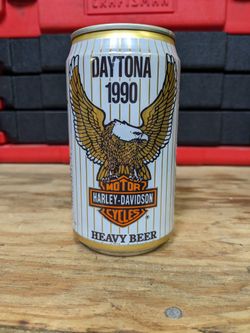 CRAFTSMAN
DAYTONA
1990
MOTOR
HARLEY-DAVIDSON
CYCLES
HEAVY BEER